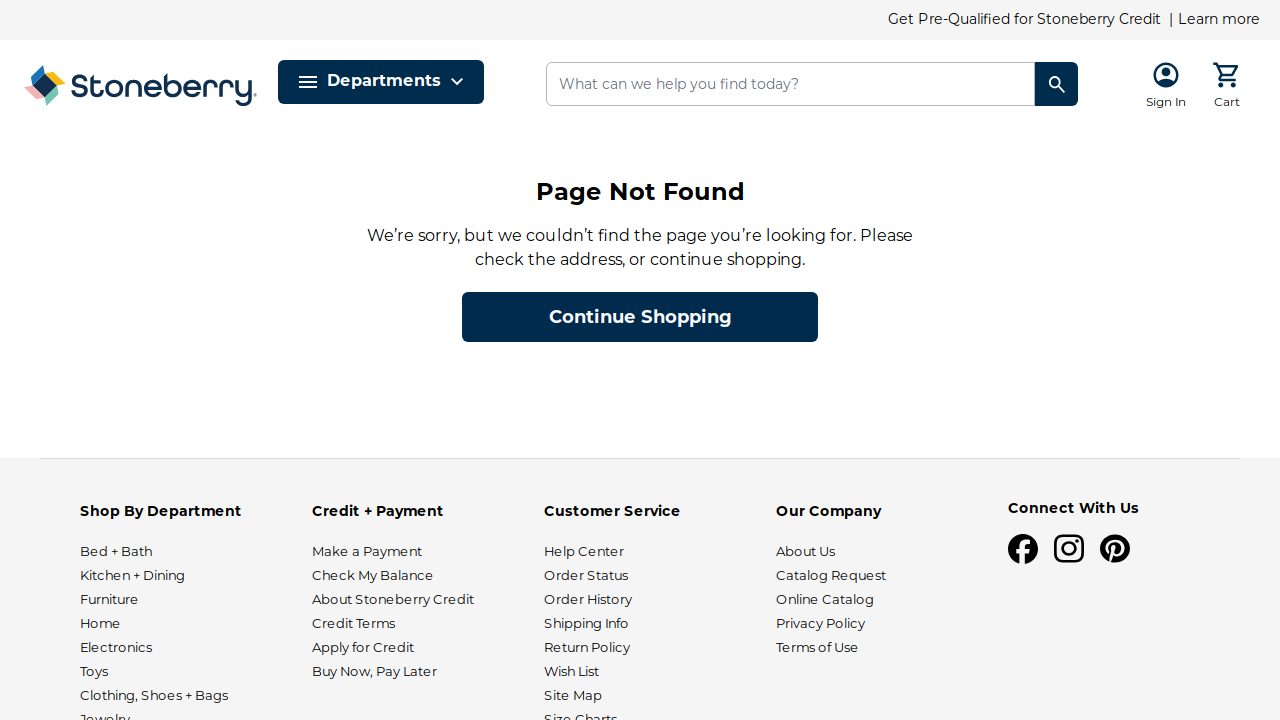 Get Pre-Qualified for Stoneberry Credit | Learn more
Stoneberry®
Departments
What can we help you find today?
Sign In
Cart
Page Not Found
We’re sorry, but we couldn’t find the page you’re looking for. Please
check the address, or continue shopping.
Continue Shopping
Shop By Department
Bed + Bath
Kitchen + Dining
Furniture
Home
Electronics
Toys
Clothing, Shoes + Bags
Jewelry
Credit + Payment
Make a Payment
Check My Balance
About Stoneberry Credit
Credit Terms
Apply for Credit
Buy Now, Pay Later
Customer Service
Help Center
Order Status
Order History
Shipping Info
Return Policy
Wish List
Site Map
Size Charts
Our Company
About Us
Catalog Request
Online Catalog
Privacy Policy
Terms of Use
Connect With Us